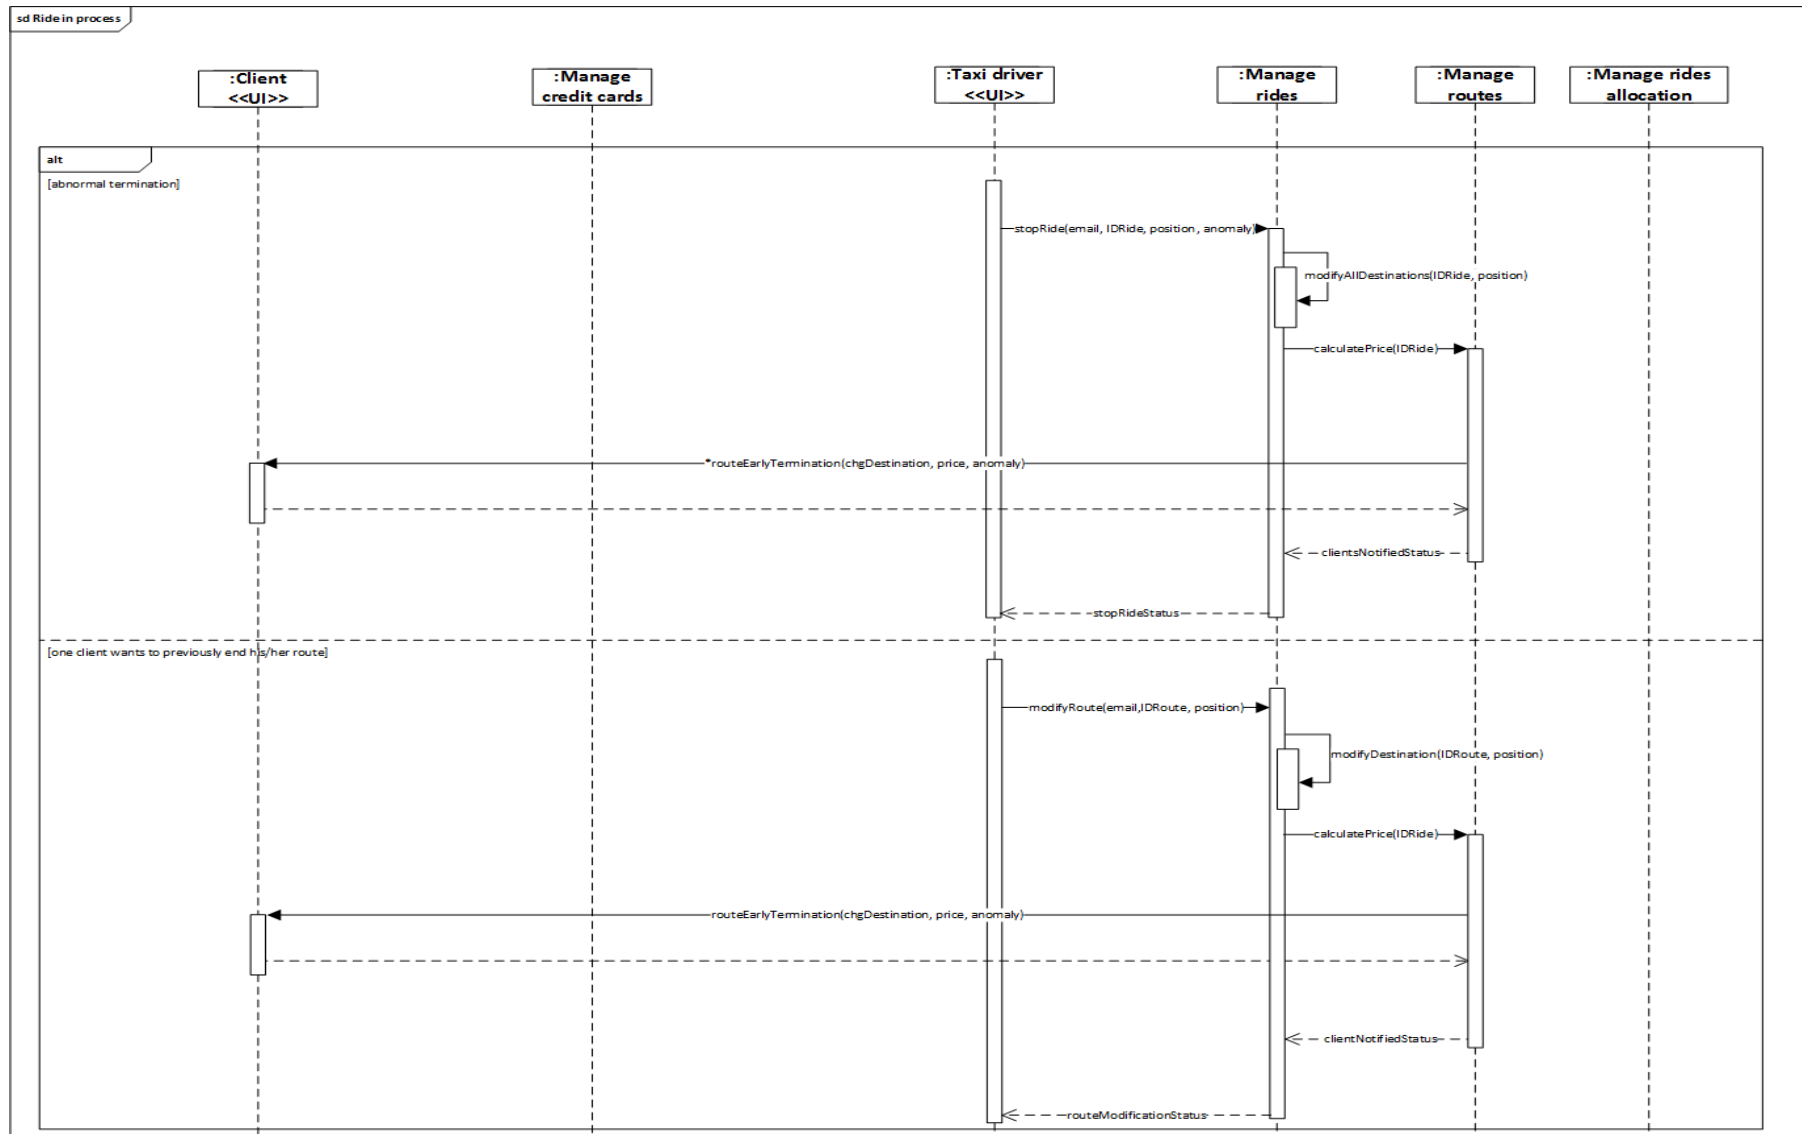 sd Ride in process
:Client
<<UI>>
:Manage
credit cards
:Taxi driver
<<UI>>
:Manage
rides
:Manage
routes
:Manage rides
allocation
alt
[abnormal termination]
stopRide(email, IDRide, position, anomaly)
modifyAllDestinations(IDRide, position)
calculatePrice(IDRide)
*routeEarlyTermination(chgDestination, price, anomaly)
clientsNotifiedStatus
stopRideStatus
[one client wants to previously end his/her route]
modifyRoute(email,IDRoute, position)
modifyDestination(IDRoute, position)
calculatePrice(IDRide)
routeEarlyTermination(chgDestination, price, anomaly)
clientNotifiedStatus
routeModificationStatus